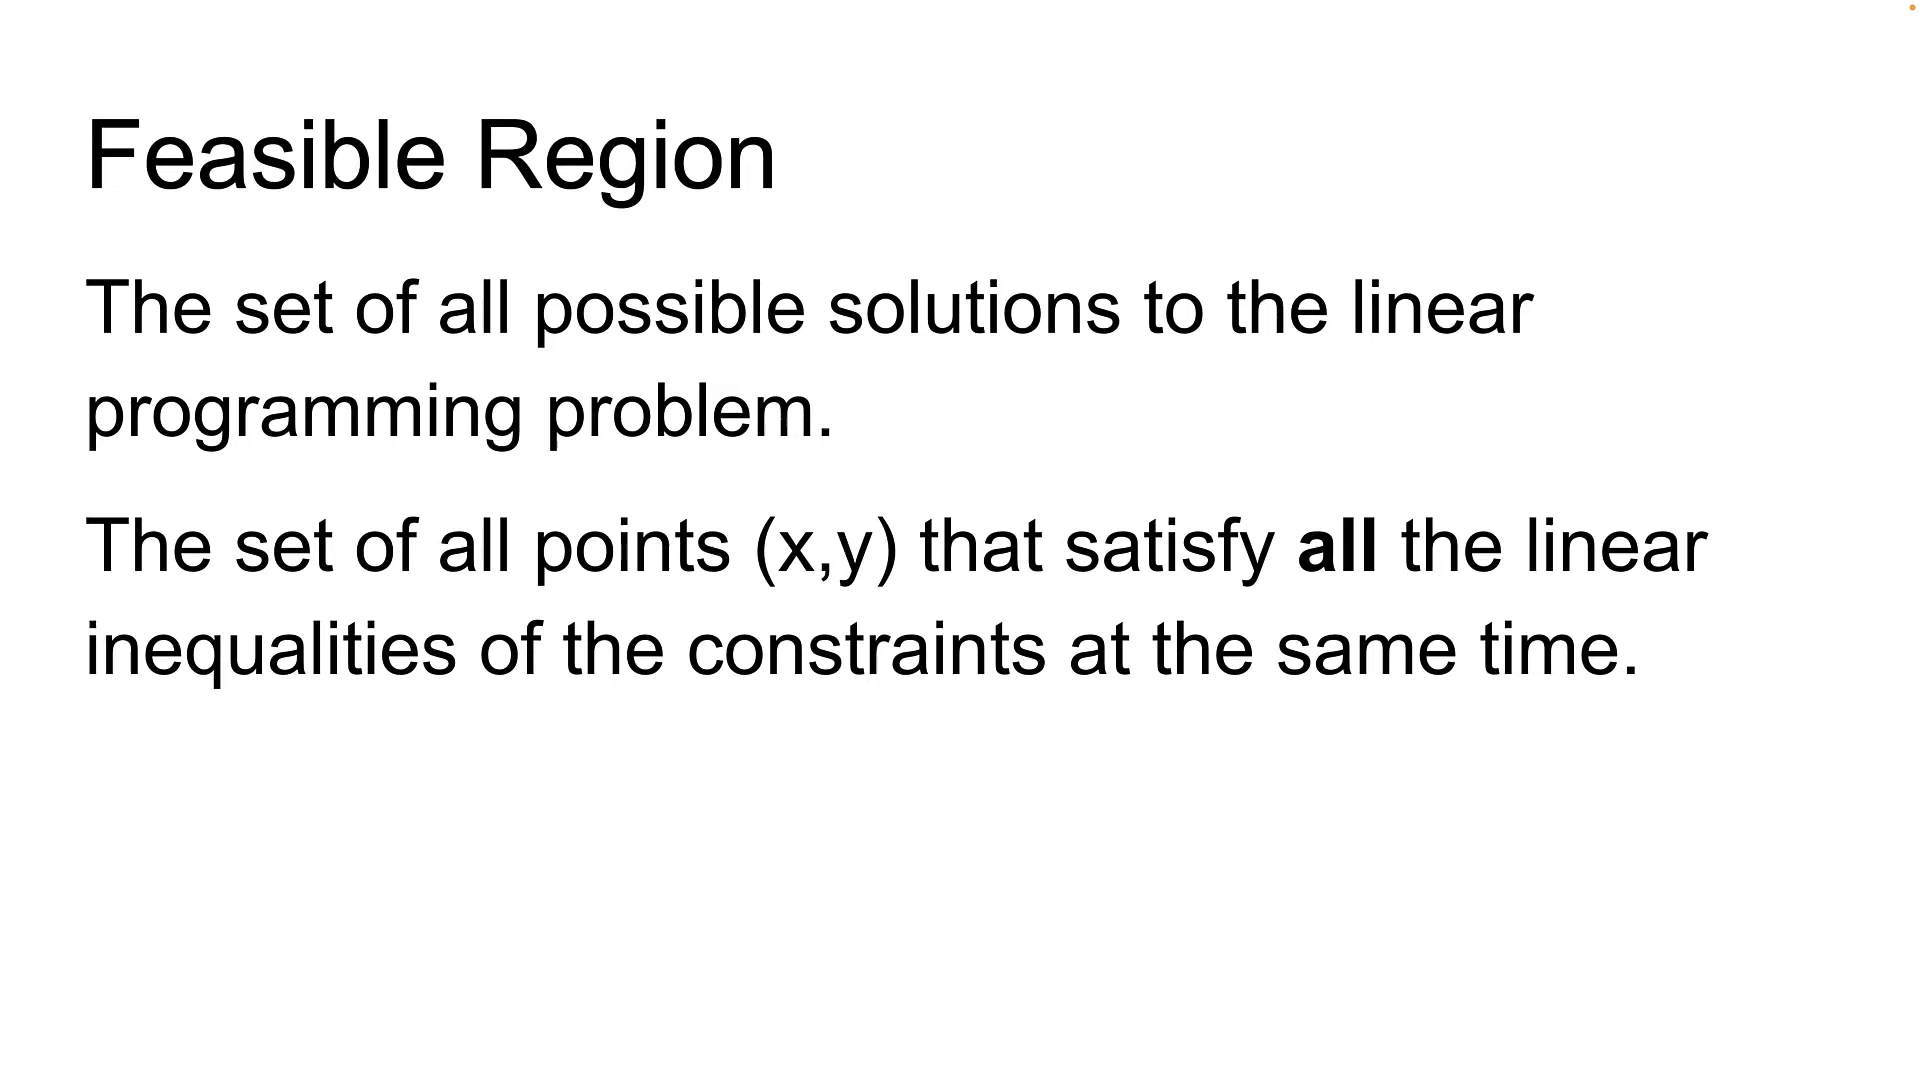 Feasible Region
The set of all possible solutions to the linear
programming problem.
The set of all points (x,y) that satisfy all the linear
inequalities of the constraints at the same time.